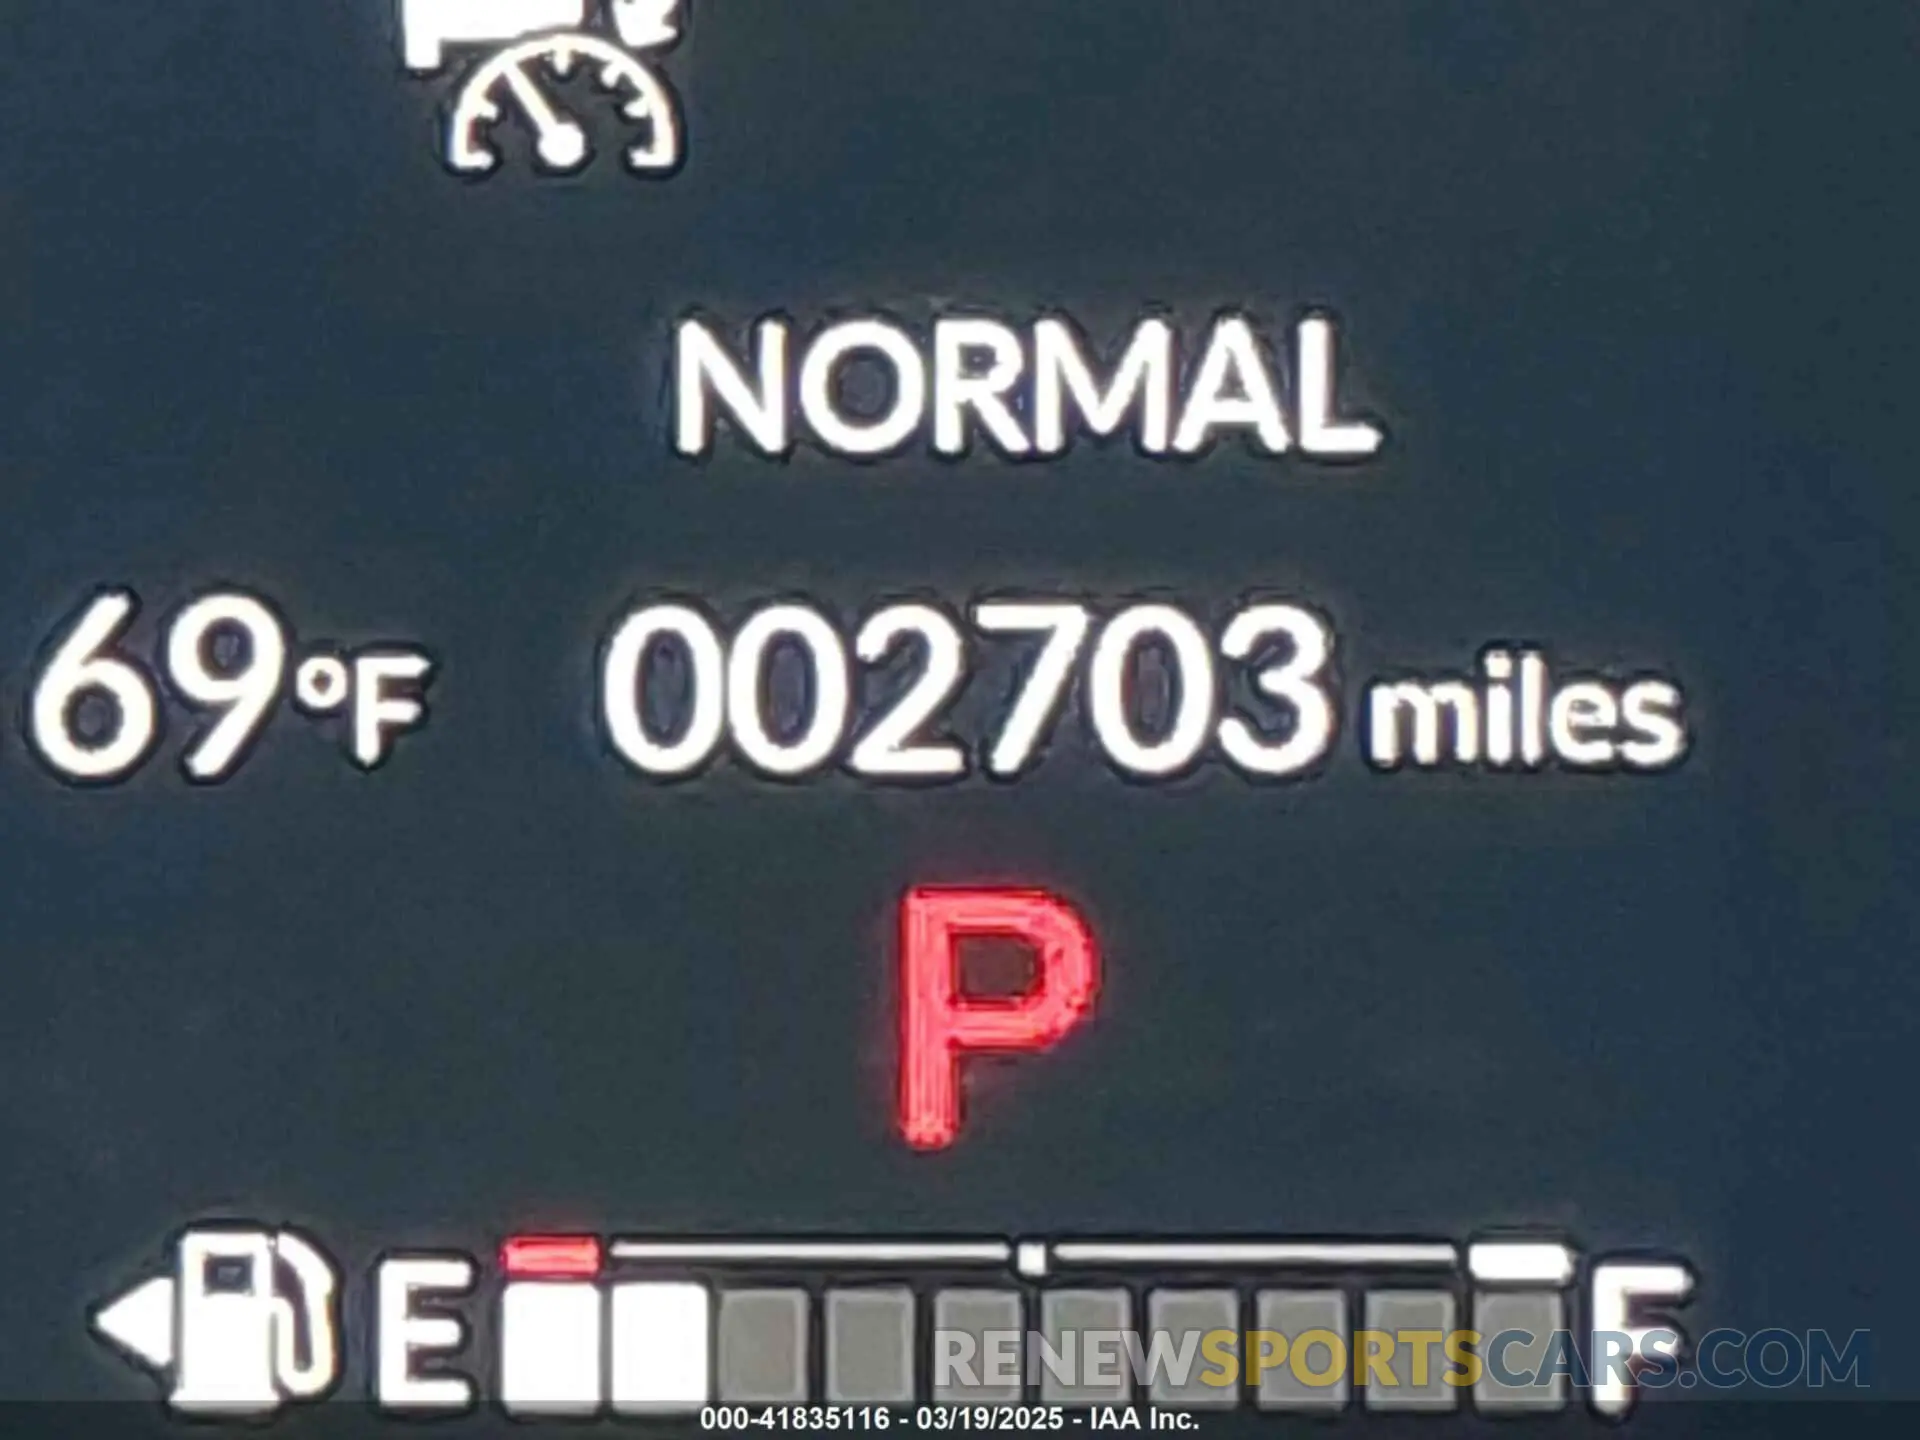 NORMAL
69°F 002703 miles
P
E F
RENEWSPORTSCARS.COM
000-41835116 - 03/19/2025 - IAA Inc.